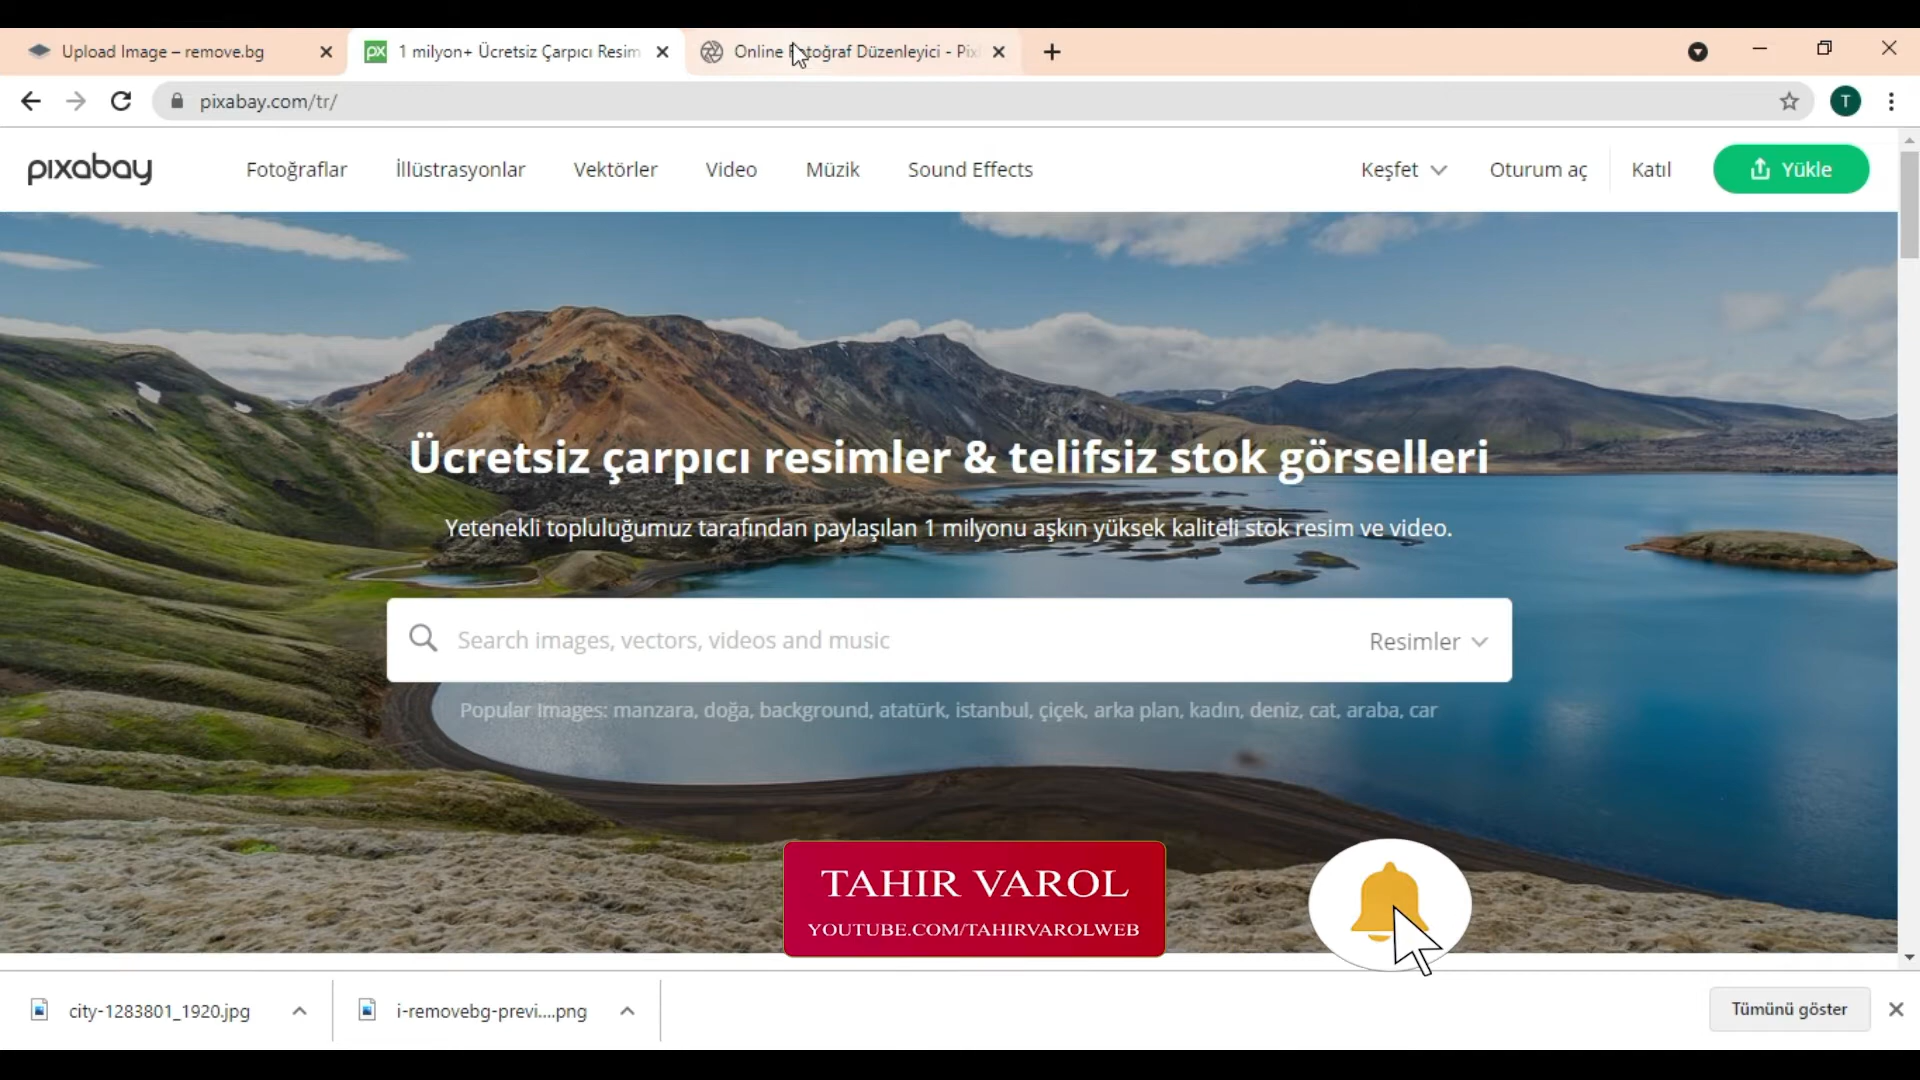 Upload Image – remove.bg
1 milyon+ Ücretsiz Çarpıcı Resim
Online Fotoğraf Düzenleyici - Pixl
pixabay.com/tr/
T
pixabay
Fotoğraflar
İllüstrasyonlar
Vektörler
Video
Müzik
Sound Effects
Keşfet
Oturum aç
Katıl
Yükle
Ücretsiz çarpıcı resimler & telifsiz stok görselleri
Yetenekli topluluğumuz tarafından paylaşılan 1 milyonu aşkın yüksek kaliteli stok resim ve video.
Search images, vectors, videos and music
Resimler
Popular Images: manzara, doğa, background, atatürk, istanbul, çiçek, arka plan, kadın, deniz, cat, araba, car
TAHIR VAROL
YOUTUBE.COM/TAHIRVAROLWEB
city-1283801_1920.jpg
i-removebg-previ....png
Tümünü göster